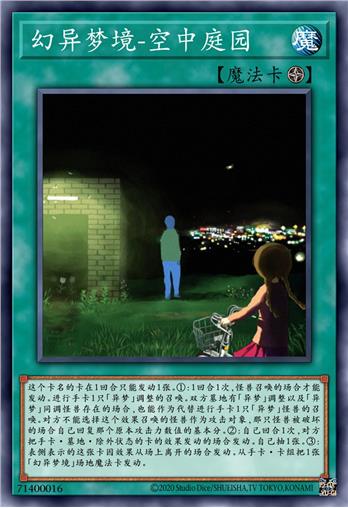 幻异梦境-空中庭园
魔
【魔法卡】
这个卡名的卡在1回合只能发动1张。①:1回合1次,怪兽召唤的场合才能
发动。进行手卡1只「异梦」调整的召唤。双方墓地有「异梦」调整以及「异
梦」同调怪兽存在的场合,也能作为代替进行手卡1只「异梦」怪兽的召唤。
对方不能选择这个效果召唤的怪兽作为攻击对象,那只怪兽被破坏
的场合自己回复那个原本攻击力数值的基本分。②:自己回合1次,对方
把手卡・墓地・除外状态的卡的效果发动的场合发动。自己抽1张。③:
表侧表示的这张卡因效果从场上离开的场合发动。从手卡・卡组把1张
「幻异梦境」场地魔法卡发动。
71400016
©2020 Studio Dice/SHUEISHA,TV TOKYO,KONAMI